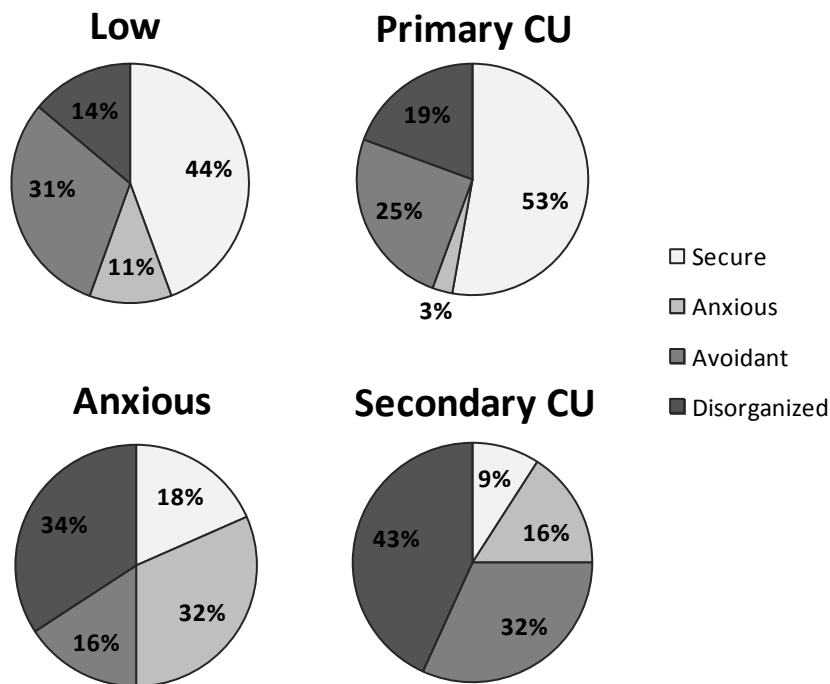 Low
14%
44%
31%
11%
Primary CU
19%
53%
25%
3%
Secure
Anxious
Avoidant
Disorganized
Anxious
18%
34%
32%
16%
Secondary CU
9%
16%
43%
32%